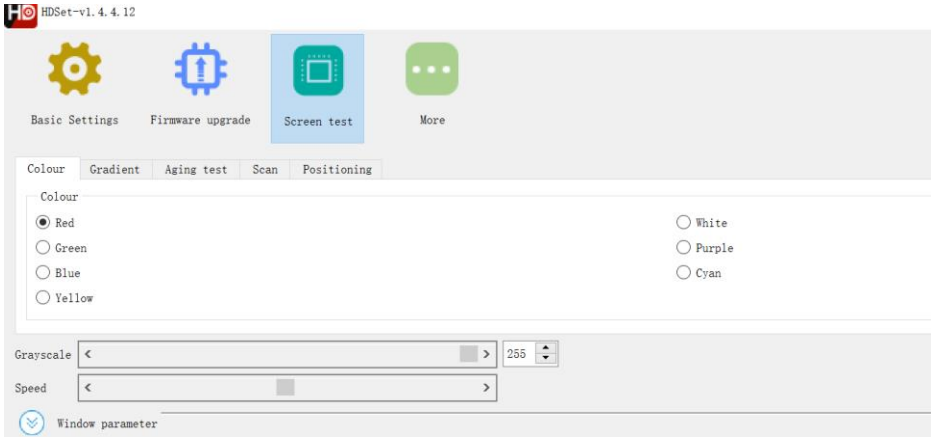 HD HDSet-v1.4.4.12
Basic Settings Firmware upgrade Screen test More
Colour Gradient Aging test Scan Positioning
Colour
Red White
Green Purple
Blue Cyan
Yellow
Grayscale 255
Speed
Window parameter